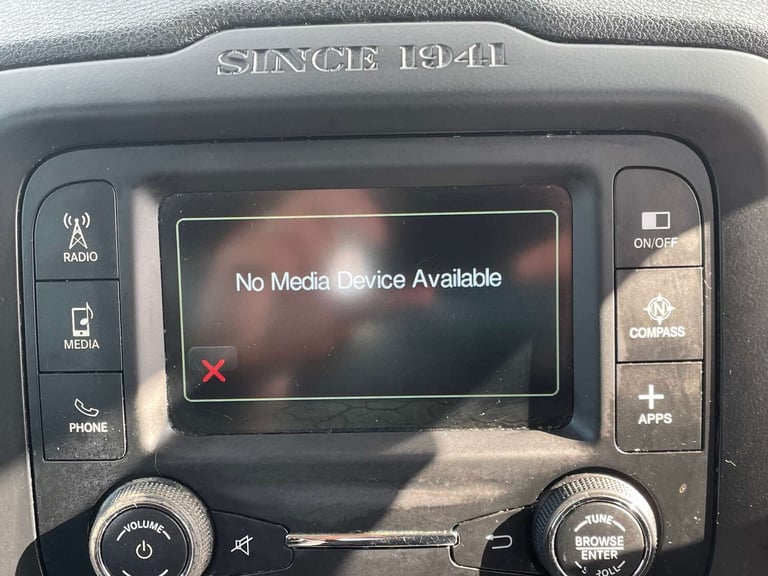 SINCE 1941
RADIO
MEDIA
PHONE
No Media Device Available
ON/OFF
N
COMPASS
APPS
VOLUME
TUNE
BROWSE
ENTER